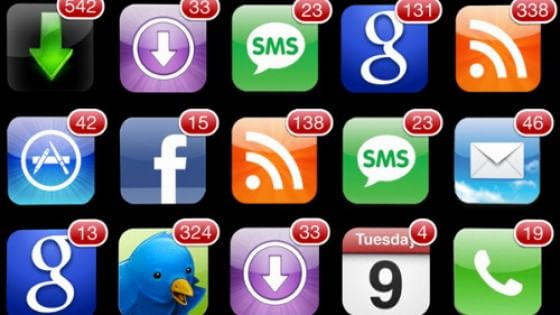 542 33 23 131 338
SMS g
42 15 138 23 46
f SMS
13 324 33 4 19
g Tuesday
9